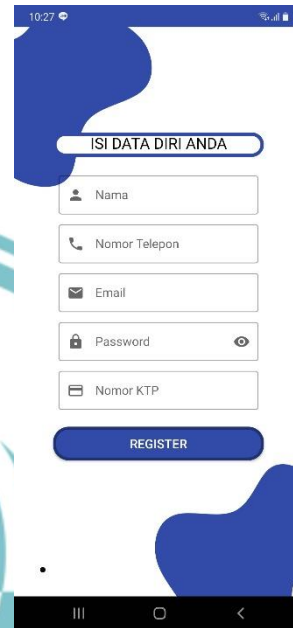 10:27
ISI DATA DIRI ANDA
Nama
Nomor Telepon
Email
Password
Nomor KTP
REGISTER